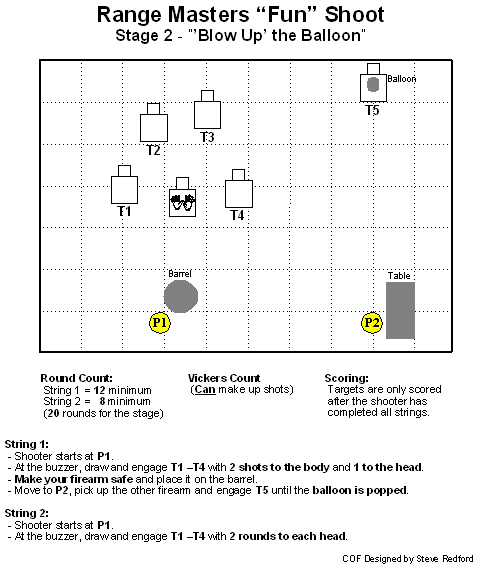 Range Masters “Fun” Shoot
Stage 2 - "'Blow Up' the Balloon"
Balloon
T5
T3
T2
T1
T4
Barrel
Table
P1
P2
Round Count:
String 1 = 12 minimum
String 2 = 8 minimum
(20 rounds for the stage)
Vickers Count
(Can make up shots)
Scoring:
Targets are only scored
after the shooter has
completed all strings.
String 1:
- Shooter starts at P1.
- At the buzzer, draw and engage T1 –T4 with 2 shots to the body and 1 to the head.
- Make your firearm safe and place it on the barrel.
- Move to P2, pick up the other firearm and engage T5 until the balloon is popped.
String 2:
- Shooter starts at P1.
- At the buzzer, draw and engage T1 –T4 with 2 rounds to each head.
COF Designed by Steve Redford